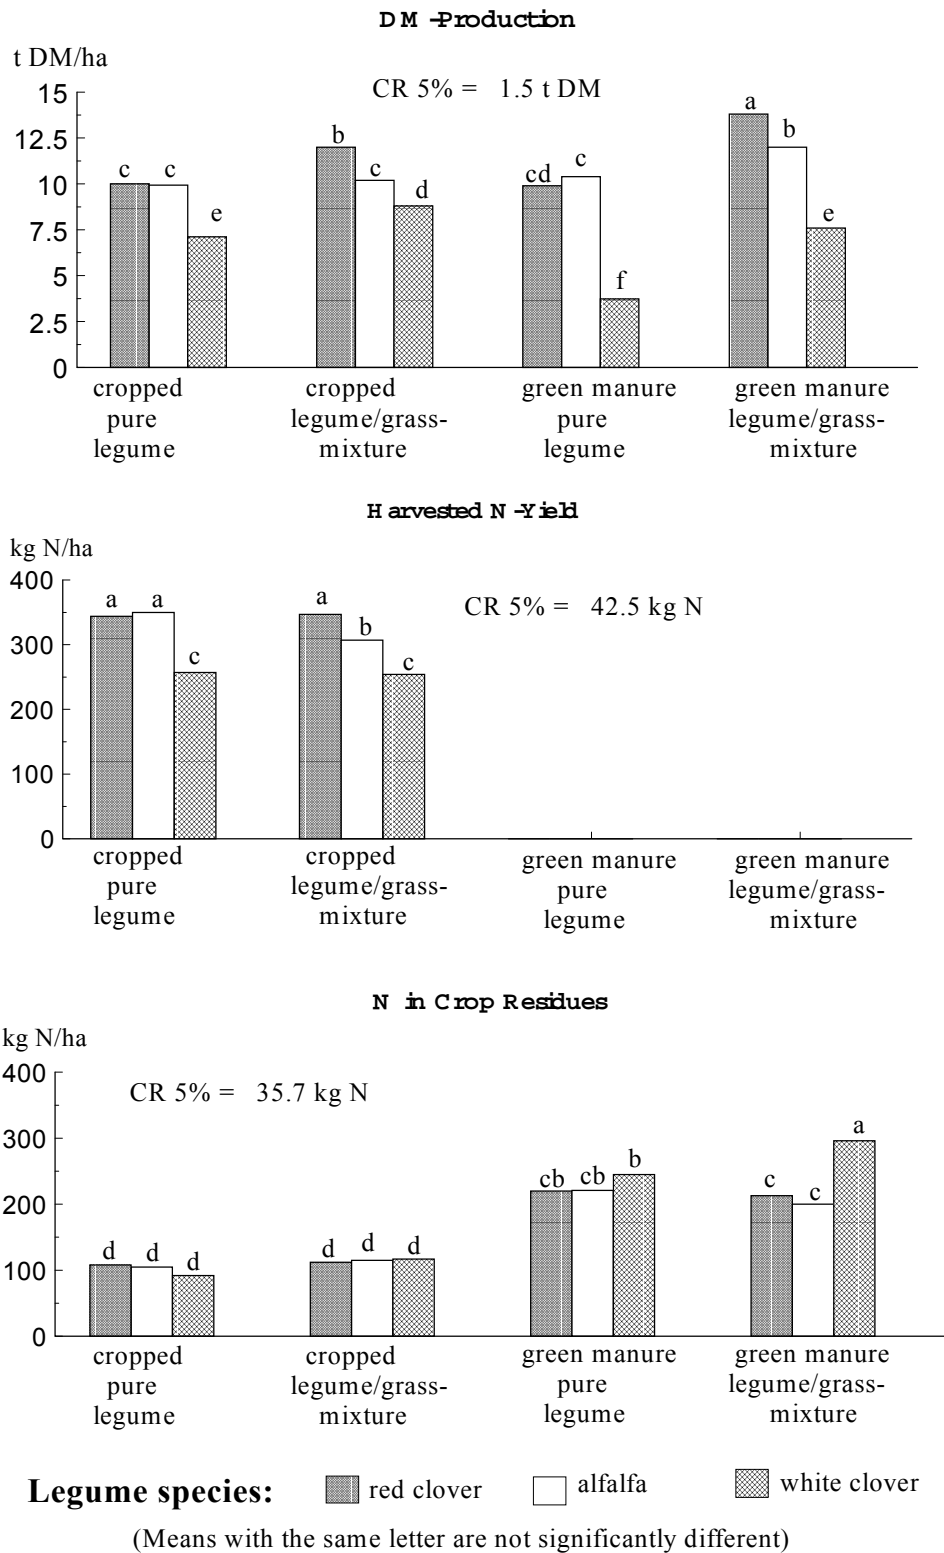 DM-Production
t DM/ha
CR 5% = 1.5 t DM
15
12.5
10
7.5
5
2.5
0
c c e
b c d
cd c f
a b e
cropped pure legume
cropped legume/grass-mixture
green manure pure legume
green manure legume/grass-mixture
Harvested N-Yield
kg N/ha
CR 5% = 42.5 kg N
400
300
200
100
0
a a c
a b c
cropped pure legume
cropped legume/grass-mixture
green manure pure legume
green manure legume/grass-mixture
N in Crop Residues
kg N/ha
CR 5% = 35.7 kg N
400
300
200
100
0
d d d
d d d
cb cb b
c c a
cropped pure legume
cropped legume/grass-mixture
green manure pure legume
green manure legume/grass-mixture
Legume species: red clover alfalfa white clover
(Means with the same letter are not significantly different)